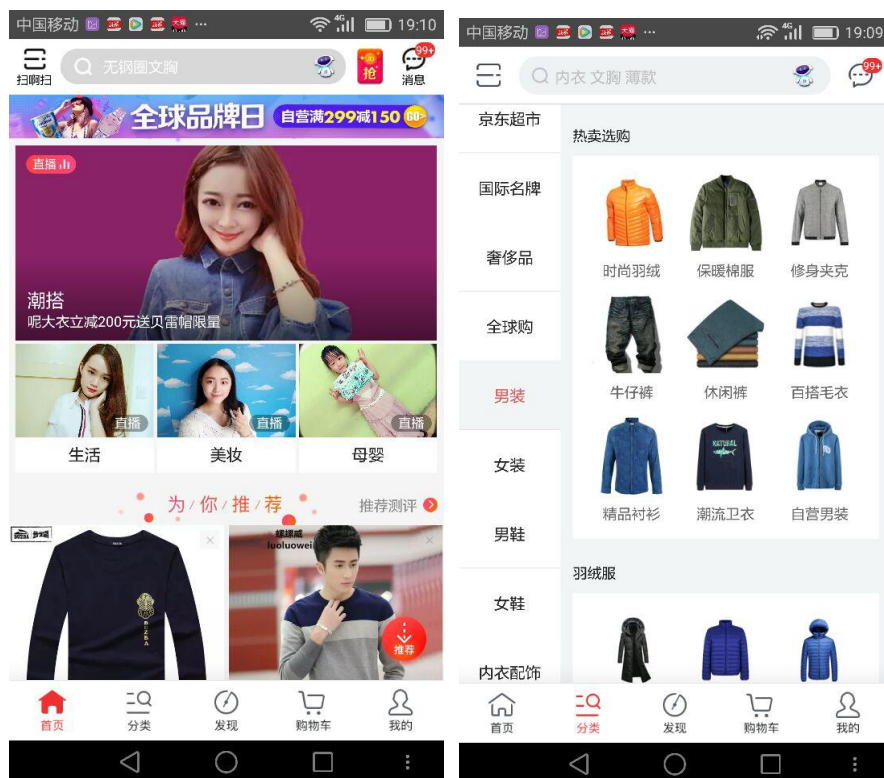 中国移动
4G
19:10
扫啊扫
无钢圈文胸
抢
99+
消息
全球品牌日
自营满299减150 GO>
直播
潮搭
呢大衣立减200元送贝雷帽限量
直播
直播
直播
生活
美妆
母婴
为/你/推/荐
推荐测评
螺螺威
luoluowei
BEZBA
推荐
首页
分类
发现
购物车
我的
中国移动
4G
19:09
内衣 文胸 薄款
99+
京东超市
国际名牌
奢侈品
全球购
男装
女装
男鞋
女鞋
内衣配饰
热卖选购
时尚羽绒
保暖棉服
修身夹克
牛仔裤
休闲裤
百搭毛衣
NATURAL
精品衬衫
潮流卫衣
自营男装
羽绒服
首页
分类
发现
购物车
我的